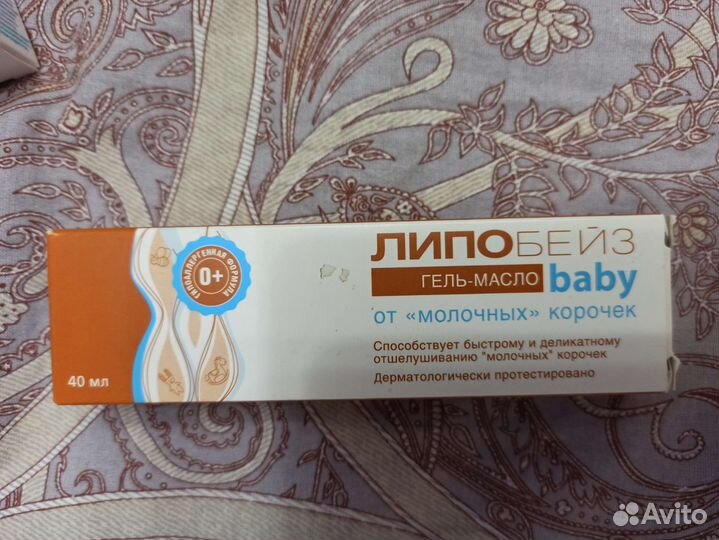 ЛИПОБЕЙЗ
ГЕЛЬ-МАСЛО baby
от «молочных» корочек
Способствует быстрому и деликатному
отшелушиванию "молочных" корочек
Дерматологически протестировано
ГИПОАЛЛЕРГЕННАЯ ФОРМУЛА
0+
40 мл
Avito